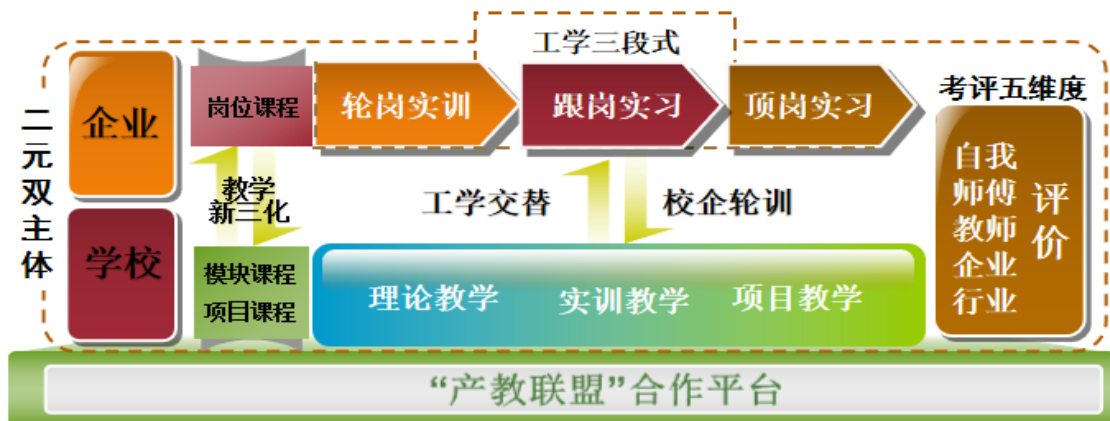 工学三段式
二元双主体
企业
岗位课程
轮岗实训
跟岗实习
顶岗实习
考评五维度
教学
新三化
工学交替
校企轮训
学校
模块课程
项目课程
理论教学
实训教学
项目教学
自我
师傅
教师
企业
行业
评价
“产教联盟”合作平台